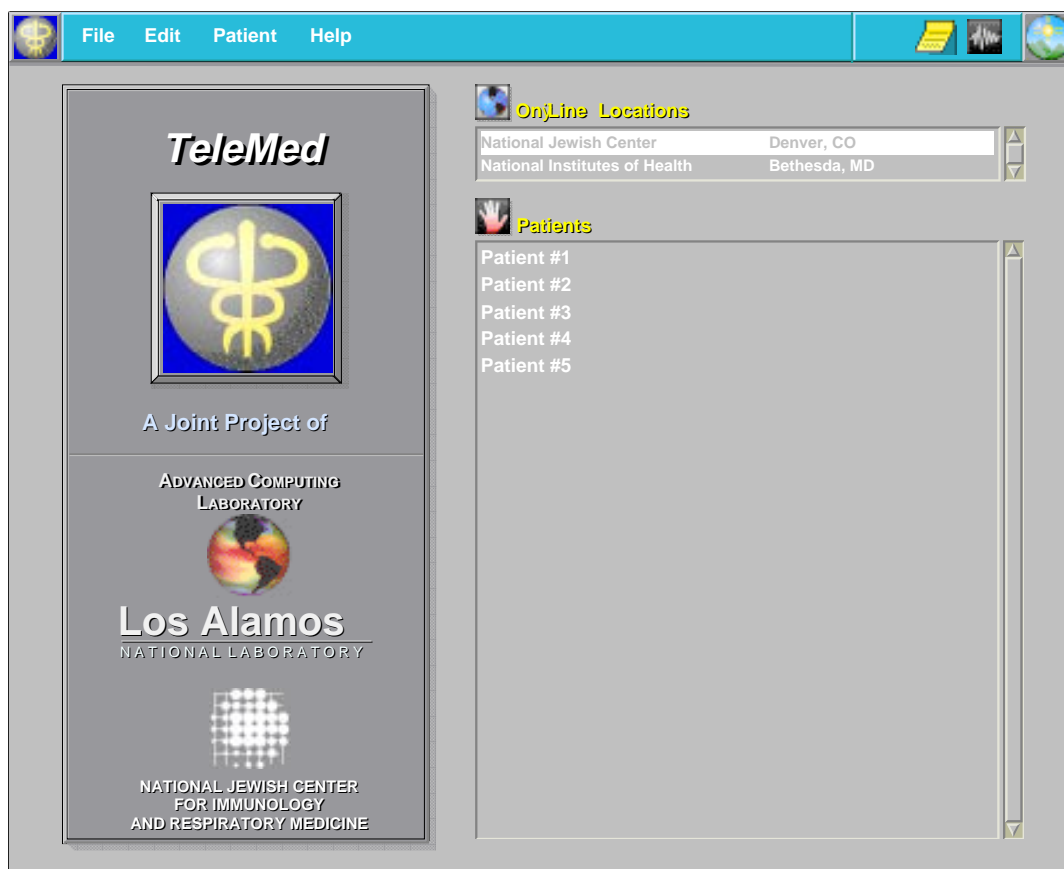 File Edit Patient Help
TeleMed
A Joint Project of
ADVANCED COMPUTING
LABORATORY
Los Alamos
NATIONAL LABORATORY
NATIONAL JEWISH CENTER
FOR IMMUNOLOGY
AND RESPIRATORY MEDICINE
On-Line Locations
National Jewish Center Denver, CO
National Institutes of Health Bethesda, MD
Patients
Patient #1
Patient #2
Patient #3
Patient #4
Patient #5